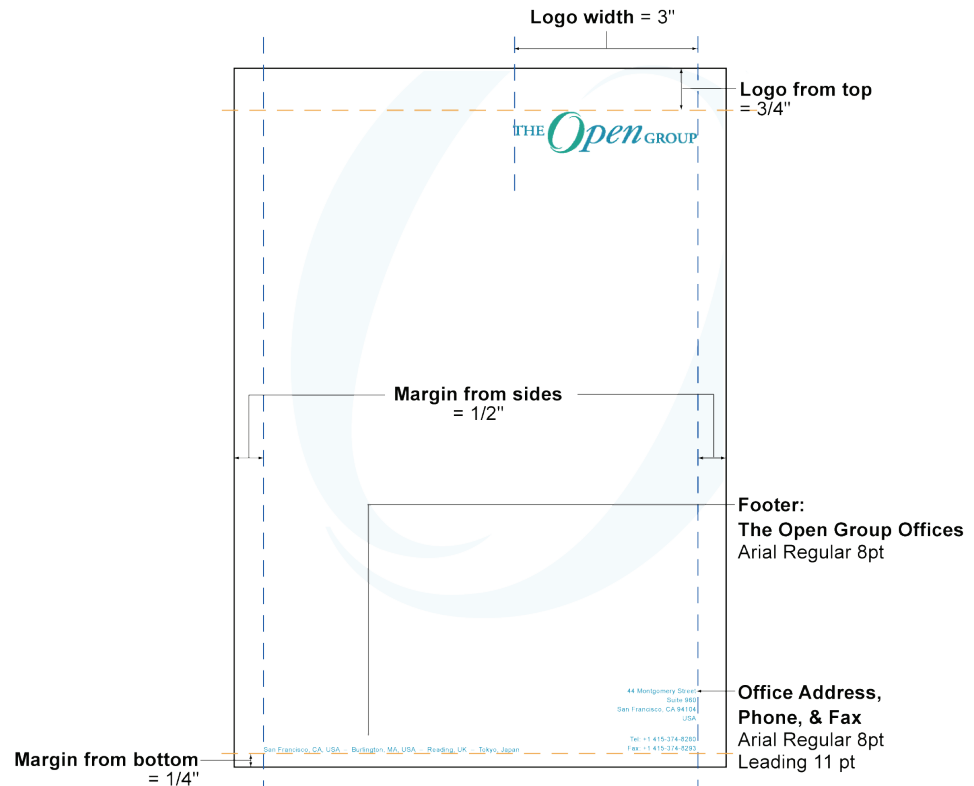 Logo width = 3"
Logo from top
= 3/4"
THE Open GROUP
Margin from sides
= 1/2"
Footer:
The Open Group Offices
Arial Regular 8pt
44 Montgomery Street
Suite 960
San Francisco, CA 94104
USA
Office Address,
Phone, & Fax
Arial Regular 8pt
Leading 11 pt
Tel: +1 415-374-8280
Fax: +1 415-374-8293
San Francisco, CA, USA – Burlington, MA, USA – Reading, UK – Tokyo, Japan
Margin from bottom
= 1/4"